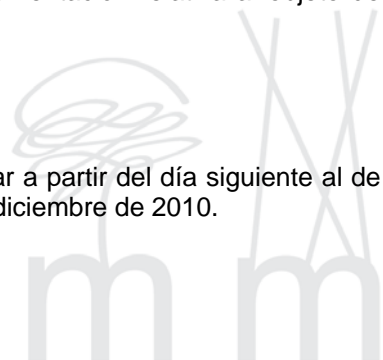 ar a partir del día siguiente al de
diciembre de 2010.
m m